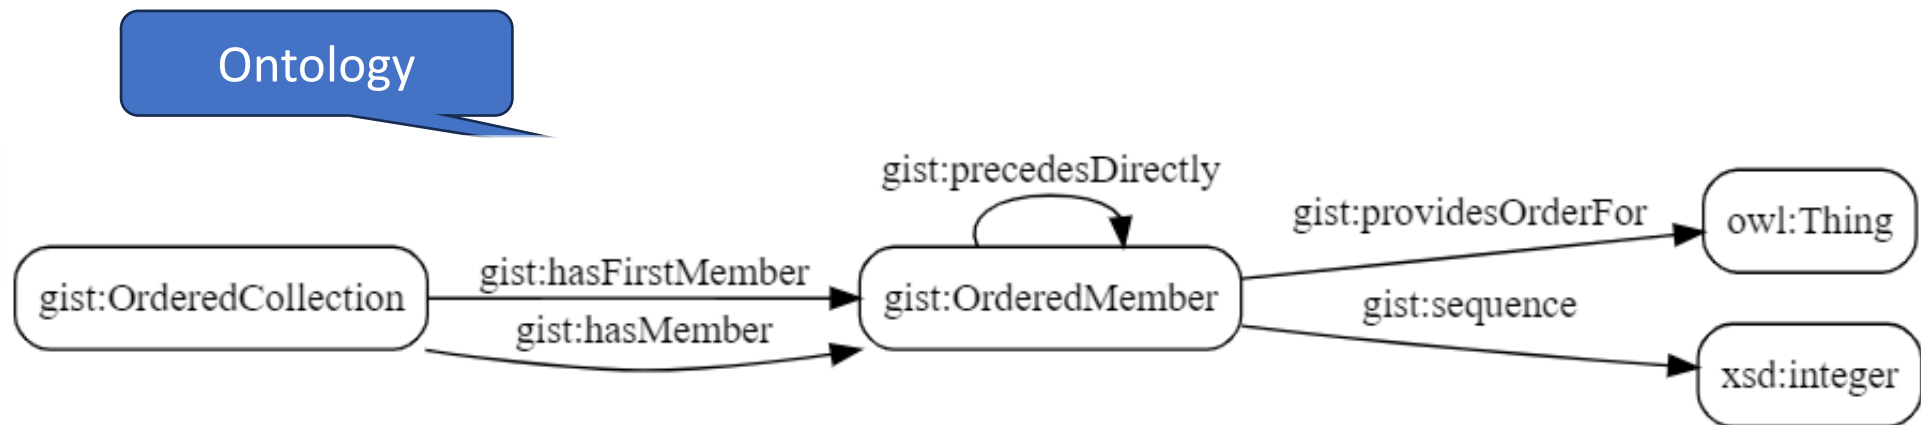 Ontology
gist:precedesDirectly
gist:providesOrderFor
owl:Thing
gist:hasFirstMember
gist:OrderedCollection
gist:OrderedMember
gist:sequence
gist:hasMember
xsd:integer